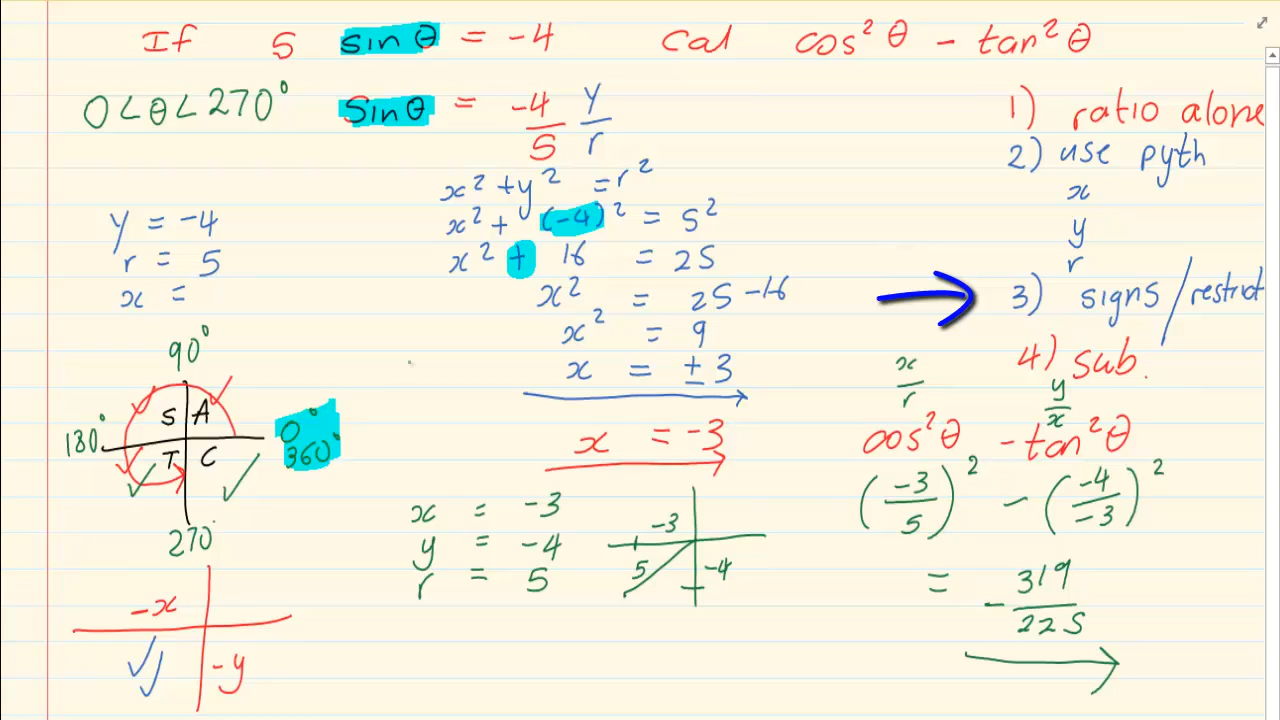 If 5 sinθ = -4 Cal cos²θ - tan²θ
0<θ<270° Sinθ = -4/5 y/r
x² + y² = r²
x² + (-4)² = 5²
x² + 16 = 25
x² = 25 - 16
x² = 9
x = ± 3
x = -3
y = -4
r = 5
x =
90°
S A
180°
T C
0°
360°
270
-x
-y
x = -3
y = -4
r = 5
-3
5
-4
1) ratio alone
2) use pyth
x
y
r
3) signs / restrict
4) sub.
x/r y/x
cos²θ - tan²θ
(-3/5)² - (-4/-3)²
= -319/225